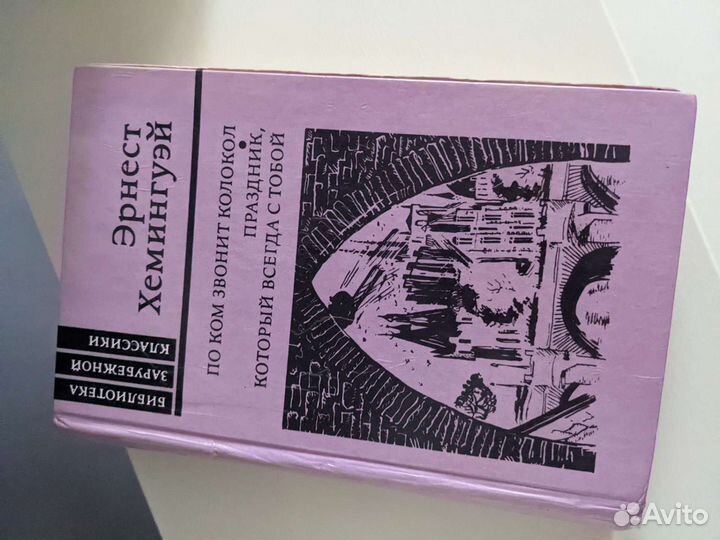 Эрнест
Хемингуэй
ПО КОМ ЗВОНИТ КОЛОКОЛ
•
ПРАЗДНИК,
КОТОРЫЙ ВСЕГДА С ТОБОЙ
БИБЛИОТЕКА
ЗАРУБЕЖНОЙ
КЛАССИКИ
Avito